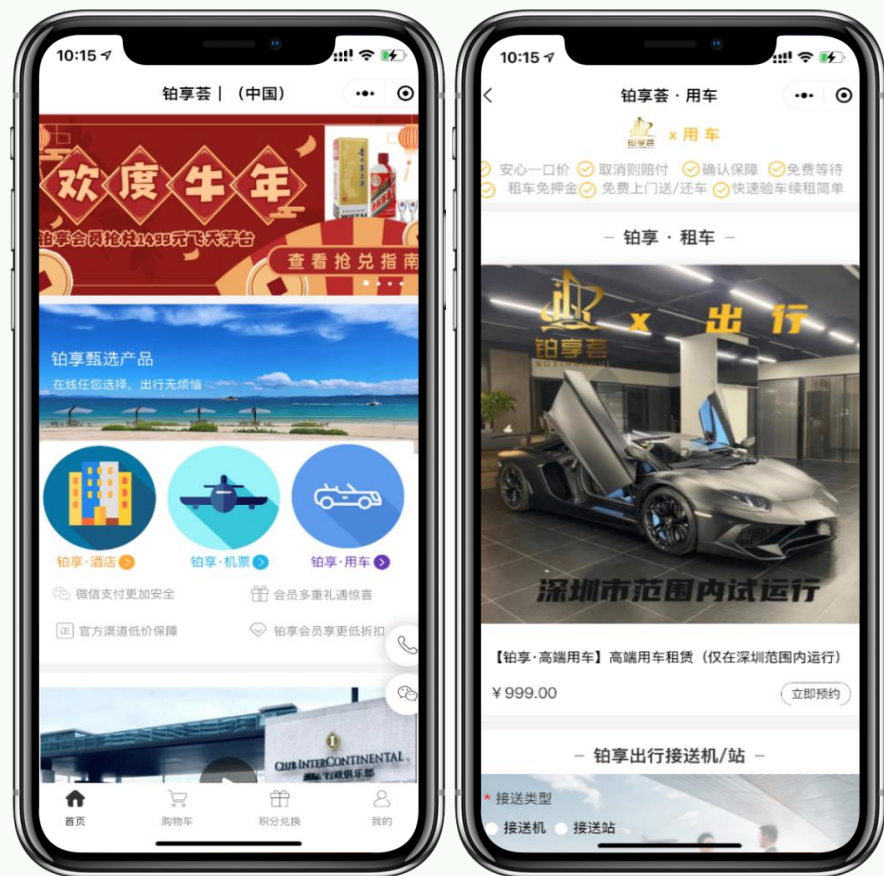 10:15
铂享荟 | （中国）
欢度牛年
铂享会员抢兑1499元飞天茅台
查看抢兑指南
铂享甄选产品
在线任您选择，出行无烦恼
铂享·酒店
铂享·机票
铂享·用车
微信支付更加安全
会员多重礼遇惊喜
官方渠道低价保障
铂享会员享更低折扣
CLUB INTERCONTINENTAL
洲际行政俱乐部
首页
购物车
积分兑换
我的
10:15
铂享荟·用车
铂享荟 x 用车
安心一口价 取消则赔付 确认保障 免费等待
租车免押金 免费上门送/还车 快速验车续租简单
– 铂享 · 租车 –
铂享荟 x 出行
深圳市范围内试运行
【铂享·高端用车】高端用车租赁（仅在深圳范围内运行）
￥999.00
立即预约
– 铂享出行接送机/站 –
* 接送类型
接送机 接送站